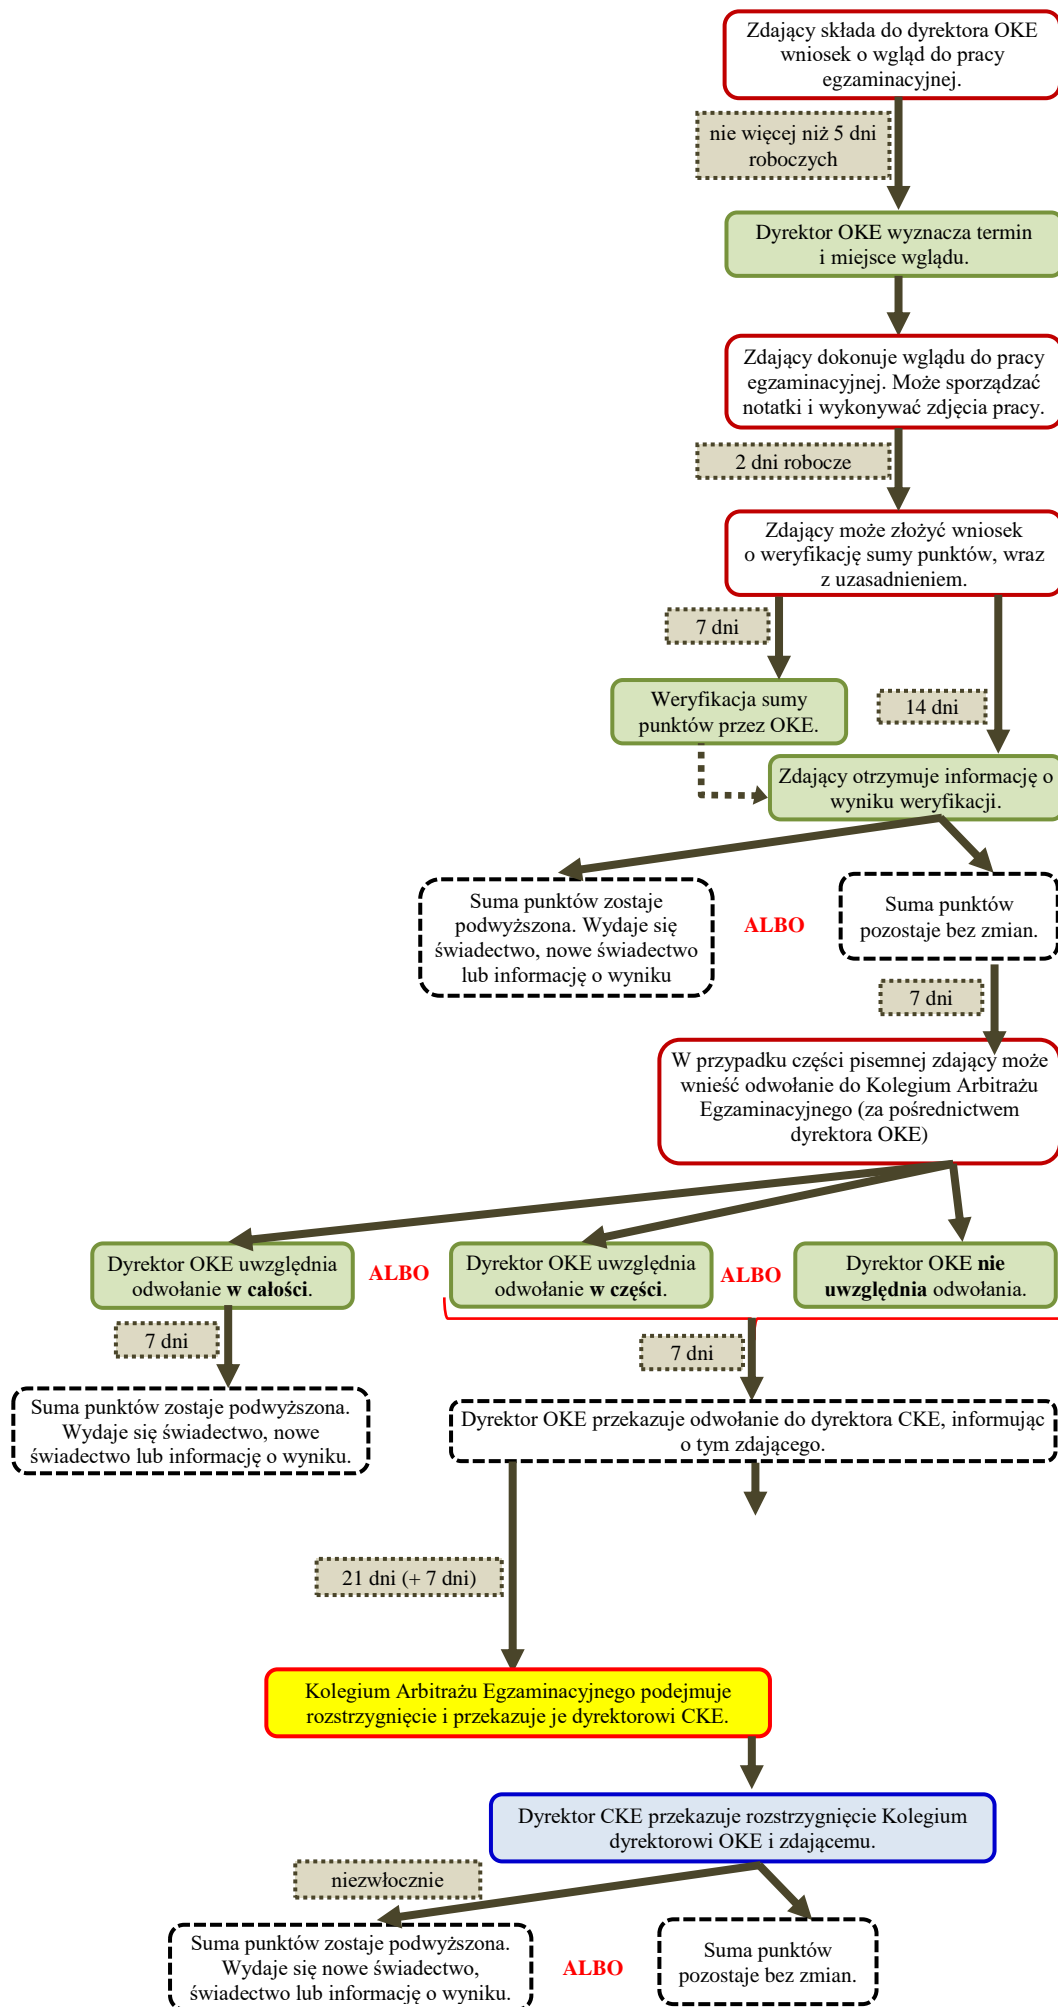 Zdający składa do dyrektora OKE
wniosek o wgląd do pracy
egzaminacyjnej.
nie więcej niż 5 dni
roboczych
Dyrektor OKE wyznacza termin
i miejsce wglądu.
Zdający dokonuje wglądu do pracy
egzaminacyjnej. Może sporządzać
notatki i wykonywać zdjęcia pracy.
2 dni robocze
Zdający może złożyć wniosek
o weryfikację sumy punktów, wraz
z uzasadnieniem.
7 dni
Weryfikacja sumy
punktów przez OKE.
14 dni
Zdający otrzymuje informację o
wyniku weryfikacji.
Suma punktów zostaje
podwyższona. Wydaje się
świadectwo, nowe świadectwo
lub informację o wyniku
ALBO
Suma punktów
pozostaje bez zmian.
7 dni
W przypadku części pisemnej zdający może
wnieść odwołanie do Kolegium Arbitrażu
Egzaminacyjnego (za pośrednictwem
dyrektora OKE)
Dyrektor OKE uwzględnia
odwołanie w całości.
ALBO
Dyrektor OKE uwzględnia
odwołanie w części.
ALBO
Dyrektor OKE nie
uwzględnia odwołania.
7 dni
7 dni
Suma punktów zostaje podwyższona.
Wydaje się świadectwo, nowe
świadectwo lub informację o wyniku.
Dyrektor OKE przekazuje odwołanie do dyrektora CKE, informując
o tym zdającego.
21 dni (+ 7 dni)
Kolegium Arbitrażu Egzaminacyjnego podejmuje
rozstrzygnięcie i przekazuje je dyrektorowi CKE.
Dyrektor CKE przekazuje rozstrzygnięcie Kolegium
dyrektorowi OKE i zdającemu.
niezwłocznie
Suma punktów zostaje podwyższona.
Wydaje się nowe świadectwo,
świadectwo lub informację o wyniku.
ALBO
Suma punktów
pozostaje bez zmian.